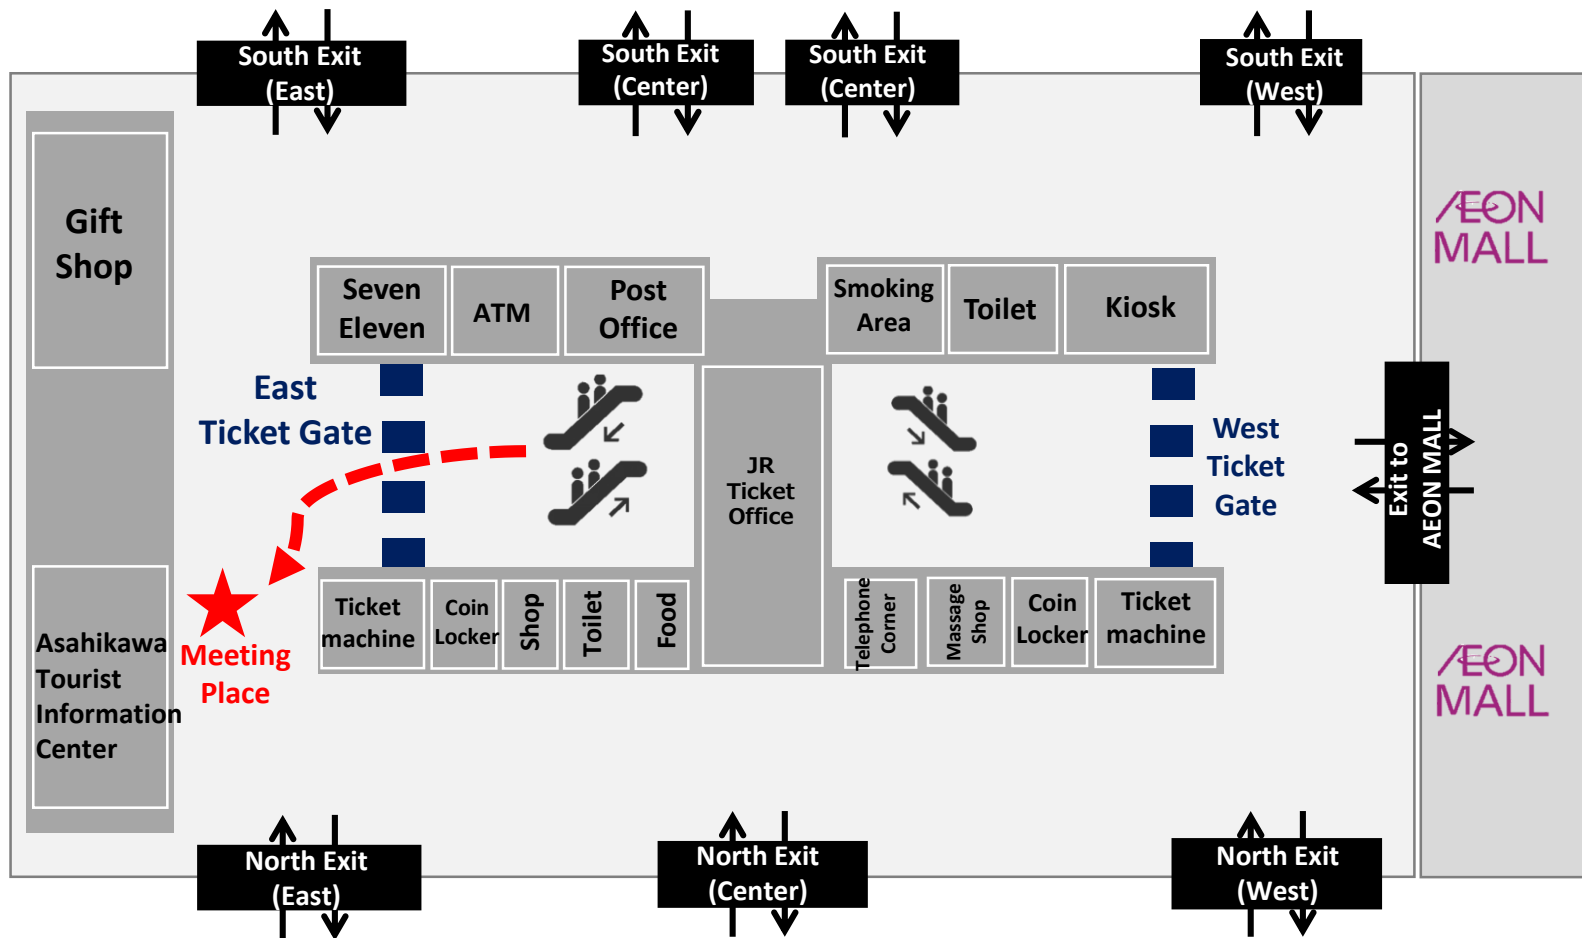 South Exit
(East)
South Exit
(Center)
South Exit
(Center)
South Exit
(West)
Gift
Shop
ÆON
MALL
Seven
Eleven
ATM
Post
Office
Smoking
Area
Toilet
Kiosk
East
Ticket Gate
JR
Ticket
Office
West
Ticket
Gate
Exit to
AEON MALL
Ticket
machine
Coin
Locker
Shop
Toilet
Food
Telephone
Corner
Massage
Shop
Coin
Locker
Ticket
machine
Meeting
Place
Asahikawa
Tourist
Information
Center
ÆON
MALL
North Exit
(East)
North Exit
(Center)
North Exit
(West)